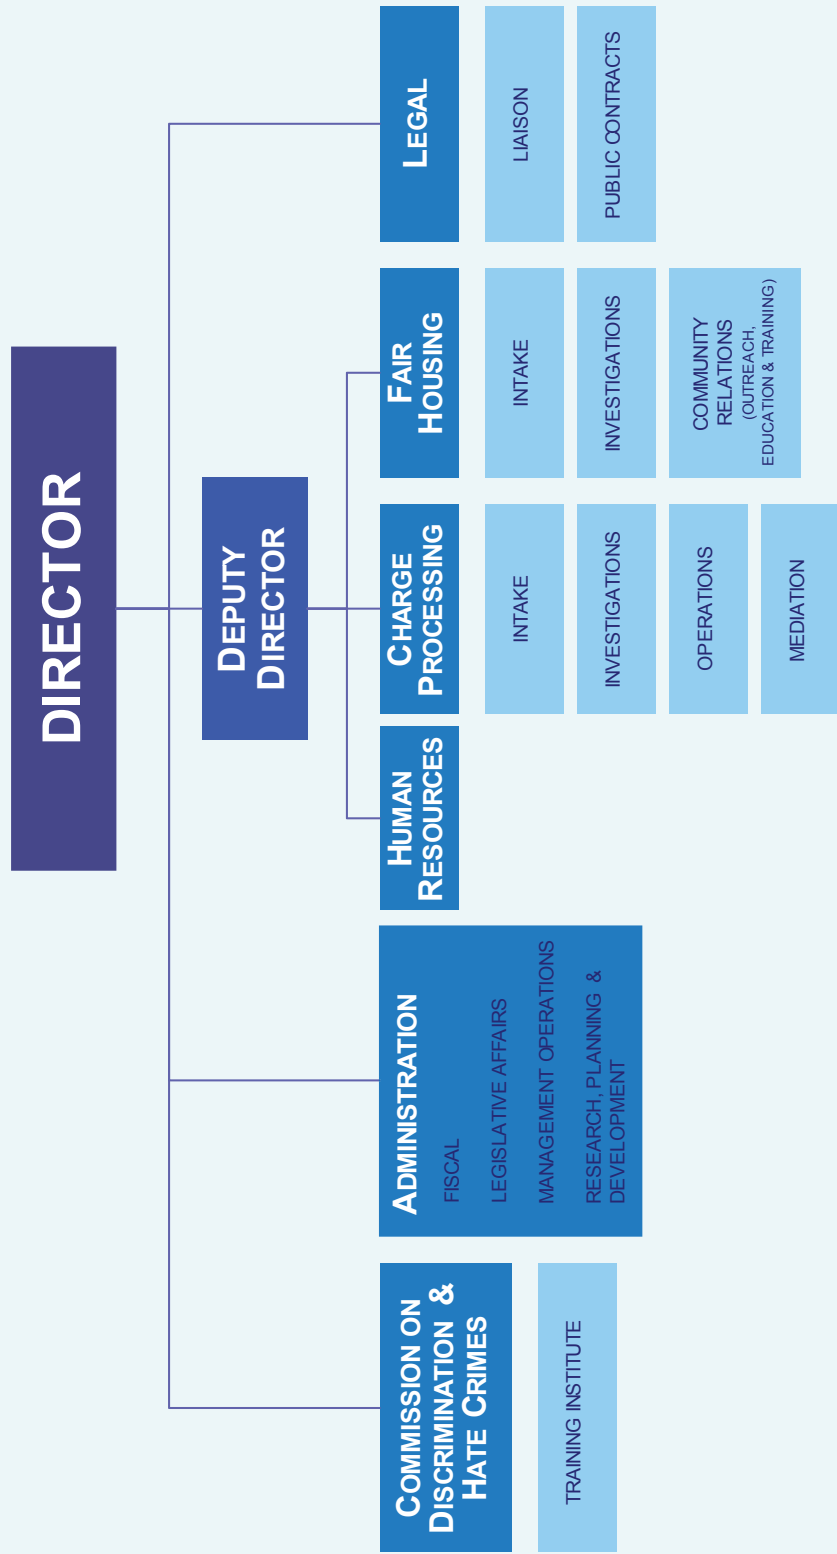 DIRECTOR
DEPUTY
DIRECTOR
COMMISSION ON
DISCRIMINATION &
HATE CRIMES
TRAINING INSTITUTE
ADMINISTRATION
FISCAL
LEGISLATIVE AFFAIRS
MANAGEMENT OPERATIONS
RESEARCH, PLANNING &
DEVELOPMENT
HUMAN
RESOURCES
CHARGE
PROCESSING
INTAKE
INVESTIGATIONS
OPERATIONS
MEDIATION
FAIR
HOUSING
INTAKE
INVESTIGATIONS
COMMUNITY
RELATIONS
(OUTREACH,
EDUCATION & TRAINING)
LEGAL
LIAISON
PUBLIC CONTRACTS